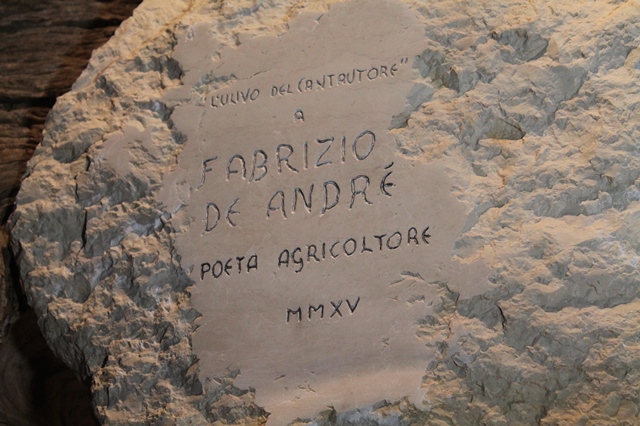 "L'ULIVO DEL CANTAUTORE"
A
FABRIZIO
DE ANDRÉ
POETA AGRICOLTORE
MMXV